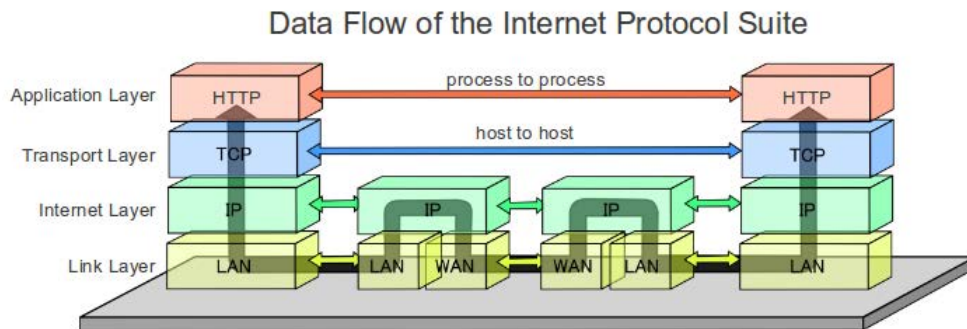 Data Flow of the Internet Protocol Suite
Application Layer HTTP process to process HTTP
Transport Layer TCP host to host TCP
Internet Layer IP IP IP IP
Link Layer LAN LAN WAN WAN LAN LAN